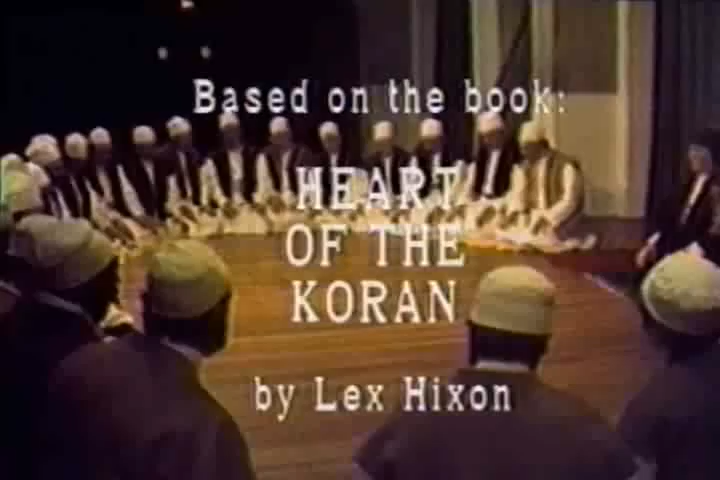 Based on the book:
HEART
OF THE
KORAN
by Lex Hixon